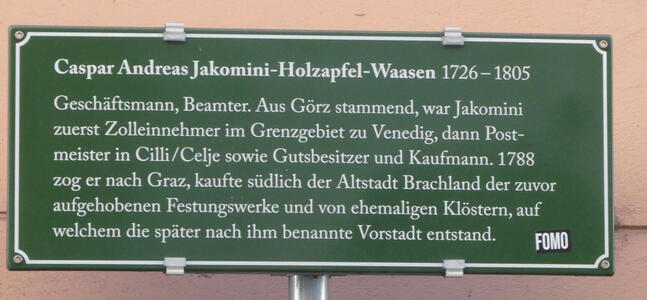 Caspar Andreas Jakomini-Holzapfel-Waasen 1726 – 1805
Geschäftsmann, Beamter. Aus Görz stammend, war Jakomini
zuerst Zolleinnehmer im Grenzgebiet zu Venedig, dann Post-
meister in Cilli/Celje sowie Gutsbesitzer und Kaufmann. 1788
zog er nach Graz, kaufte südlich der Altstadt Brachland der zuvor
aufgehobenen Festungswerke und von ehemaligen Klöstern, auf
welchem die später nach ihm benannte Vorstadt entstand.
FOMO